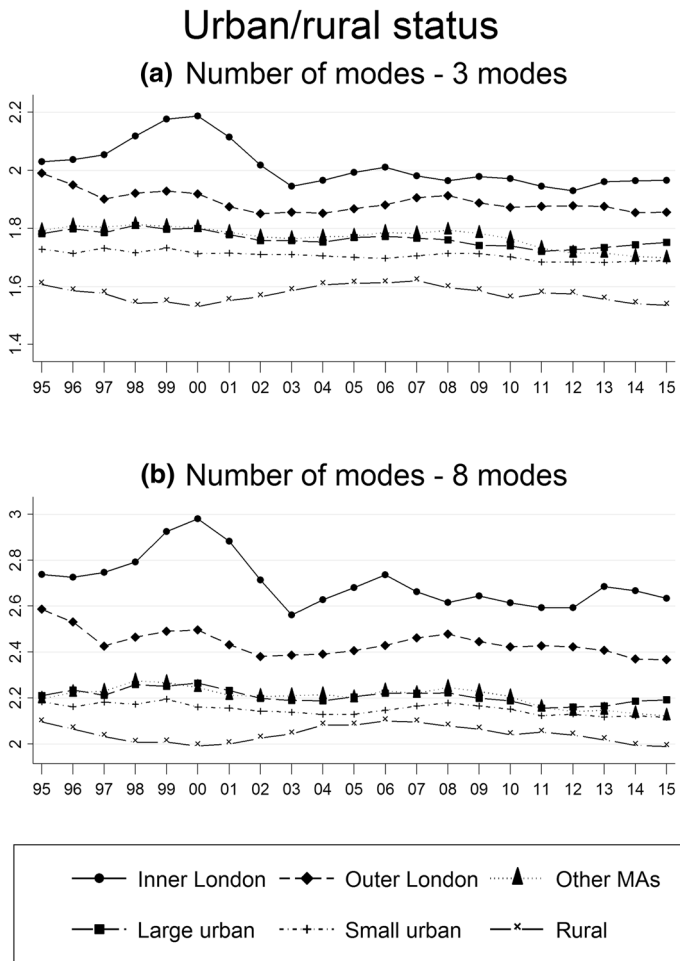 Urban/rural status
(a) Number of modes - 3 modes
2.2
2
1.8
1.6
1.4
95 96 97 98 99 00 01 02 03 04 05 06 07 08 09 10 11 12 13 14 15
(b) Number of modes - 8 modes
3
2.8
2.6
2.4
2.2
2
95 96 97 98 99 00 01 02 03 04 05 06 07 08 09 10 11 12 13 14 15
Inner London Outer London Other MAs
Large urban Small urban Rural